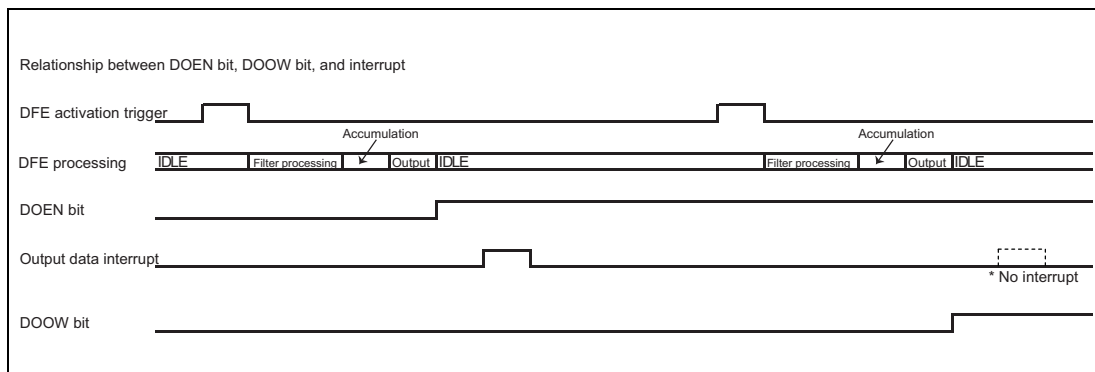 Relationship between DOEN bit, DOOW bit, and interrupt
DFE activation trigger
Accumulation
Accumulation
DFE processing
IDLE
Filter processing
Output
IDLE
Filter processing
Output
IDLE
DOEN bit
Output data interrupt
* No interrupt
DOOW bit